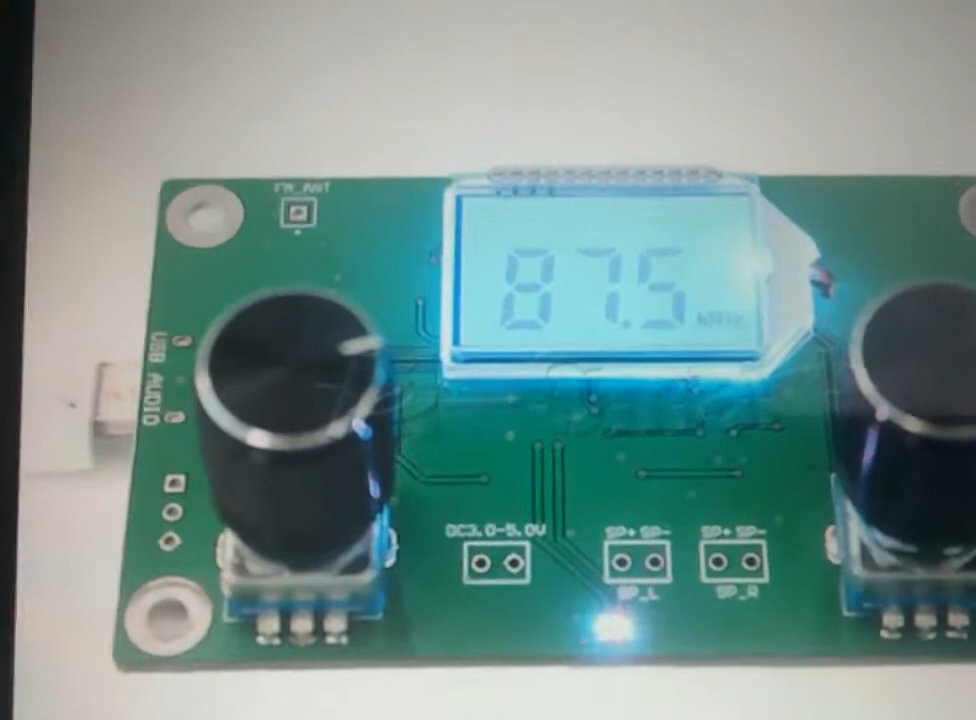 FM_ANT
87.5
MHz
USB AUDIO
DC3.0-5.0V
SP+ SP-
SP+ SP-
SP_L
SP_R